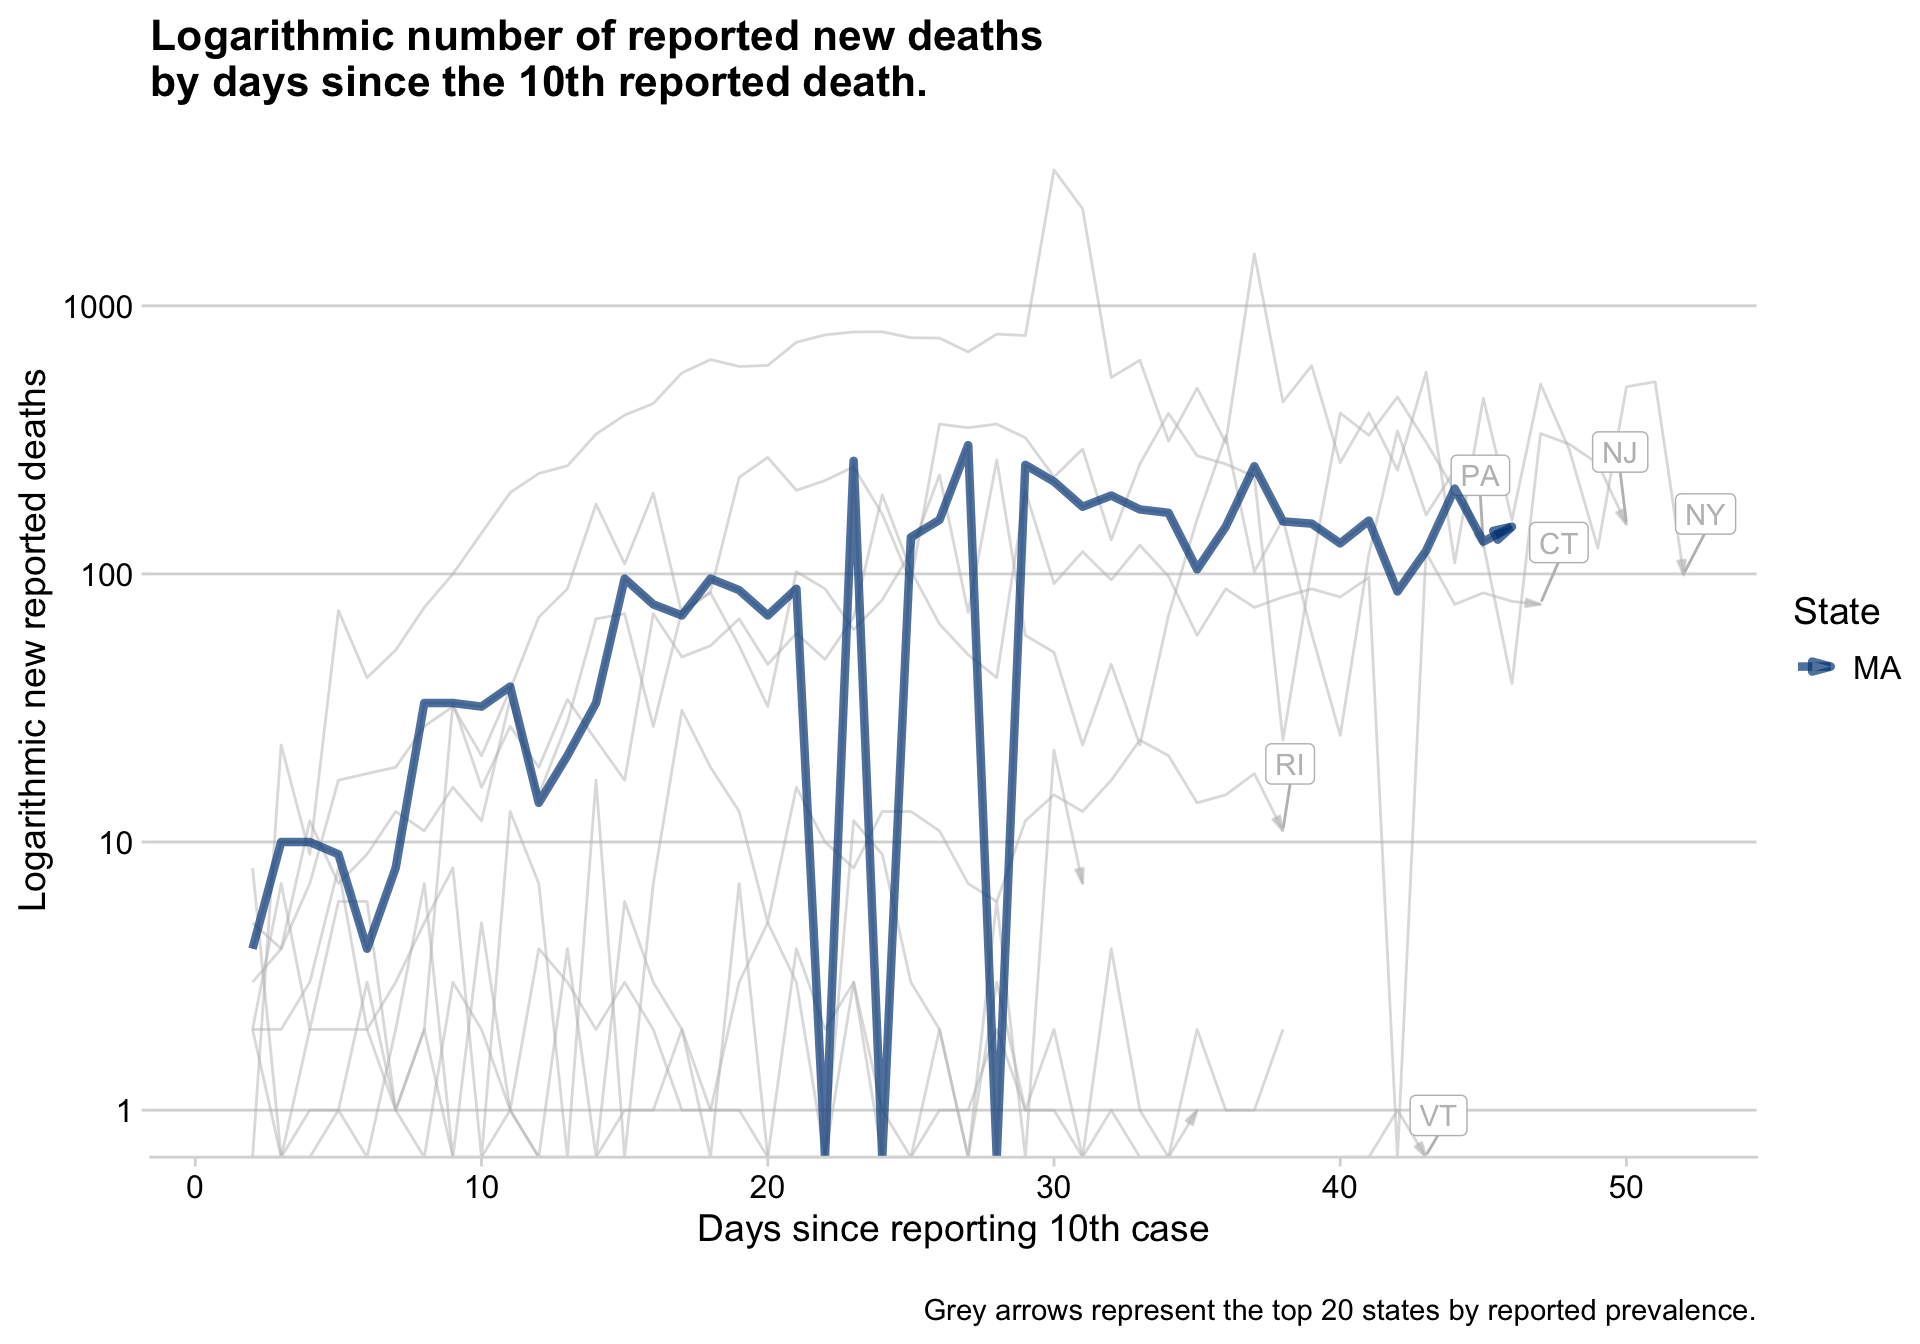 Logarithmic number of reported new deaths
by days since the 10th reported death.
Logarithmic new reported deaths
1000
100
10
1
PA
NJ
NY
CT
RI
VT
State
MA
0
10
20
30
40
50
Days since reporting 10th case
Grey arrows represent the top 20 states by reported prevalence.